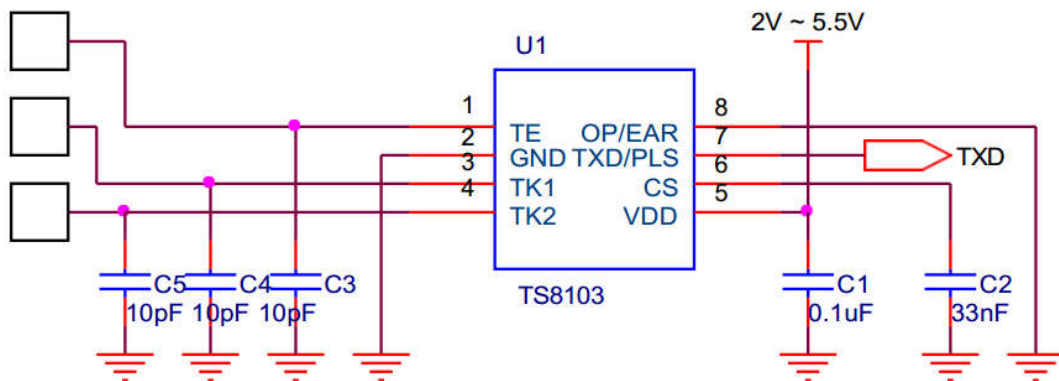 2V ~ 5.5V
U1
1
8
TE
OP/EAR
2
7
GND
TXD/PLS
TXD
3
6
TK1
CS
4
5
TK2
VDD
C5
C4
C3
C1
C2
10pF
10pF
10pF
TS8103
0.1uF
33nF